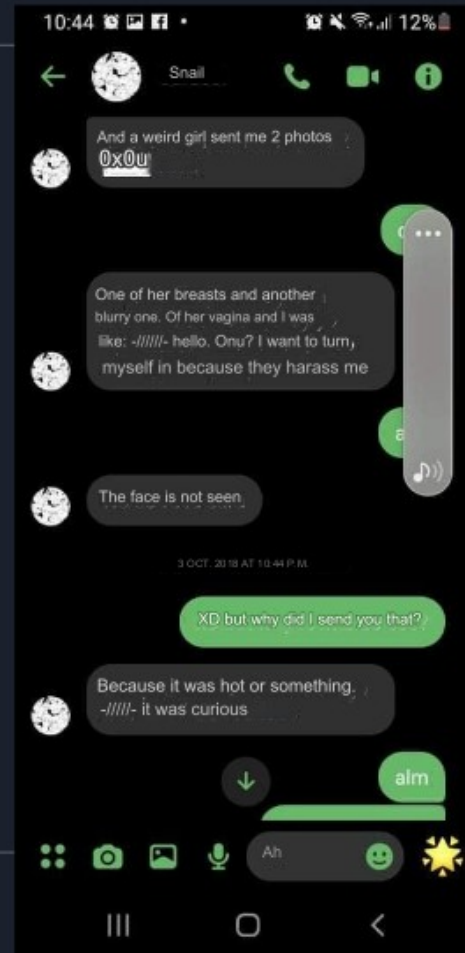 10:44
12%
Snail
And a weird girl sent me 2 photos
0x0u
One of her breasts and another
blurry one. Of her vagina and I was
like: -//////- hello. Onu? I want to turn,
myself in because they harass me
The face is not seen
3 OCT. 2018 AT 10:44 P.M.
XD but why did I send you that?
Because it was hot or something.
-/////- it was curious
alm
Ah